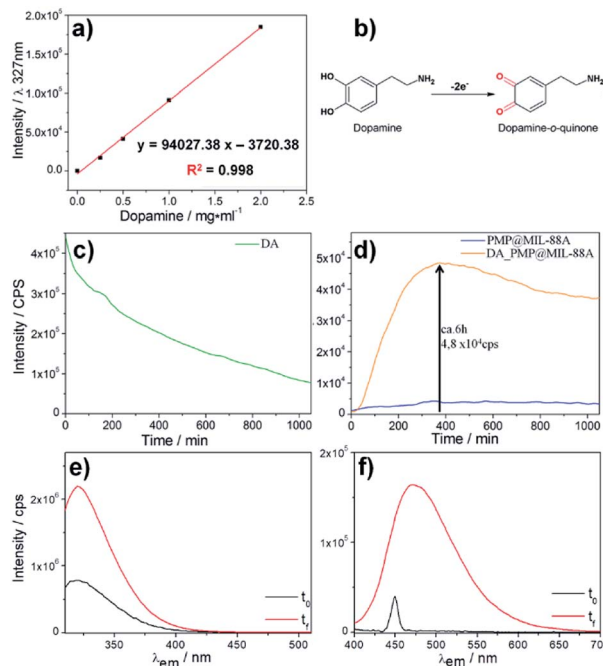 a)
2.0x10⁵
1.5x10⁵
1.0x10⁵
5.0x10⁴
0.0
Intensity / λ 327nm
y = 94027.38 x – 3720.38
R² = 0.998
0.0 0.5 1.0 1.5 2.0 2.5
Dopamine / mg•ml⁻¹
b)
HO
HO
NH₂
-2e⁻
O
O
NH₂
Dopamine
Dopamine-o-quinone
c)
DA
4x10⁵
3x10⁵
2x10⁵
1x10⁵
Intensity / CPS
0 200 400 600 800 1000
Time / min
d)
PMP@MIL-88A
DA_PMP@MIL-88A
5x10⁴
4x10⁴
3x10⁴
2x10⁴
1x10⁴
0
ca.6h
4,8 x10⁴cps
0 200 400 600 800 1000
Time / min
e)
2x10⁶
1x10⁶
0
Intensity / cps
t₀
t_f
350 400 450 500
λem / nm
f)
2x10⁵
1x10⁵
0
t₀
t_f
400 450 500 550 600 650 700
λem / nm